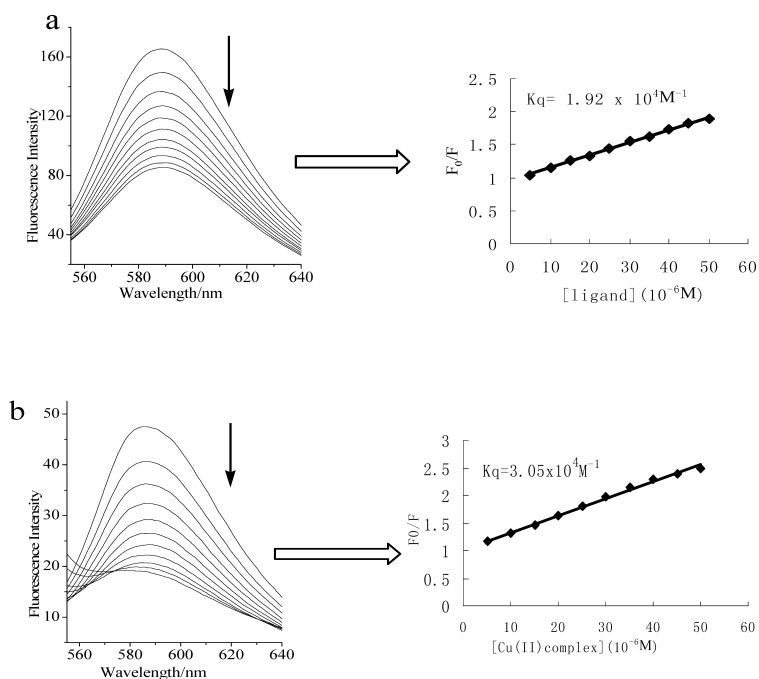 a
160
120
80
40
Fluorescence Intensity
560 580 600 620 640
Wavelength/nm
2.5
2
1.5
1
0.5
0
F₀/F
Kq= 1.92 x 10⁴M⁻¹
0 10 20 30 40 50 60
[ligand](10⁻⁶M)
b
50
40
30
20
10
Fluorescence Intensity
560 580 600 620 640
Wavelength/nm
3
2.5
2
1.5
1
0.5
0
F0/F
Kq=3.05x10⁴M⁻¹
0 10 20 30 40 50 60
[Cu(II)complex](10⁻⁶M)